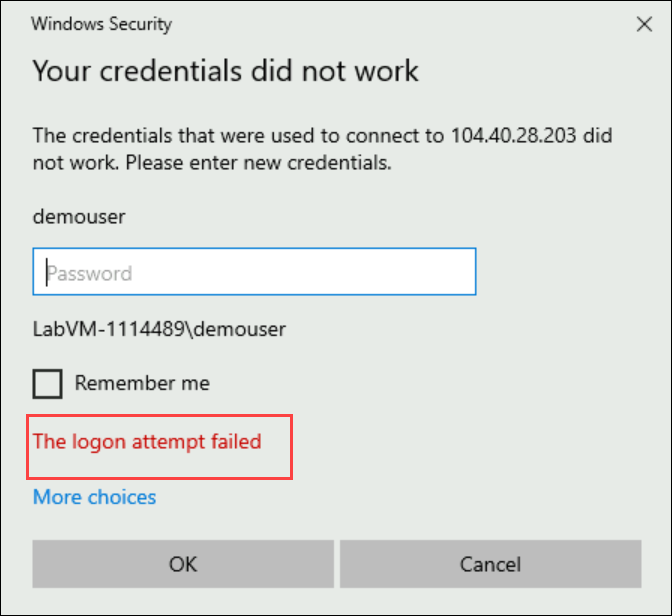 Windows Security
Your credentials did not work
The credentials that were used to connect to 104.40.28.203 did
not work. Please enter new credentials.
demouser
Password
LabVM-1114489\demouser
Remember me
The logon attempt failed
More choices
OK
Cancel